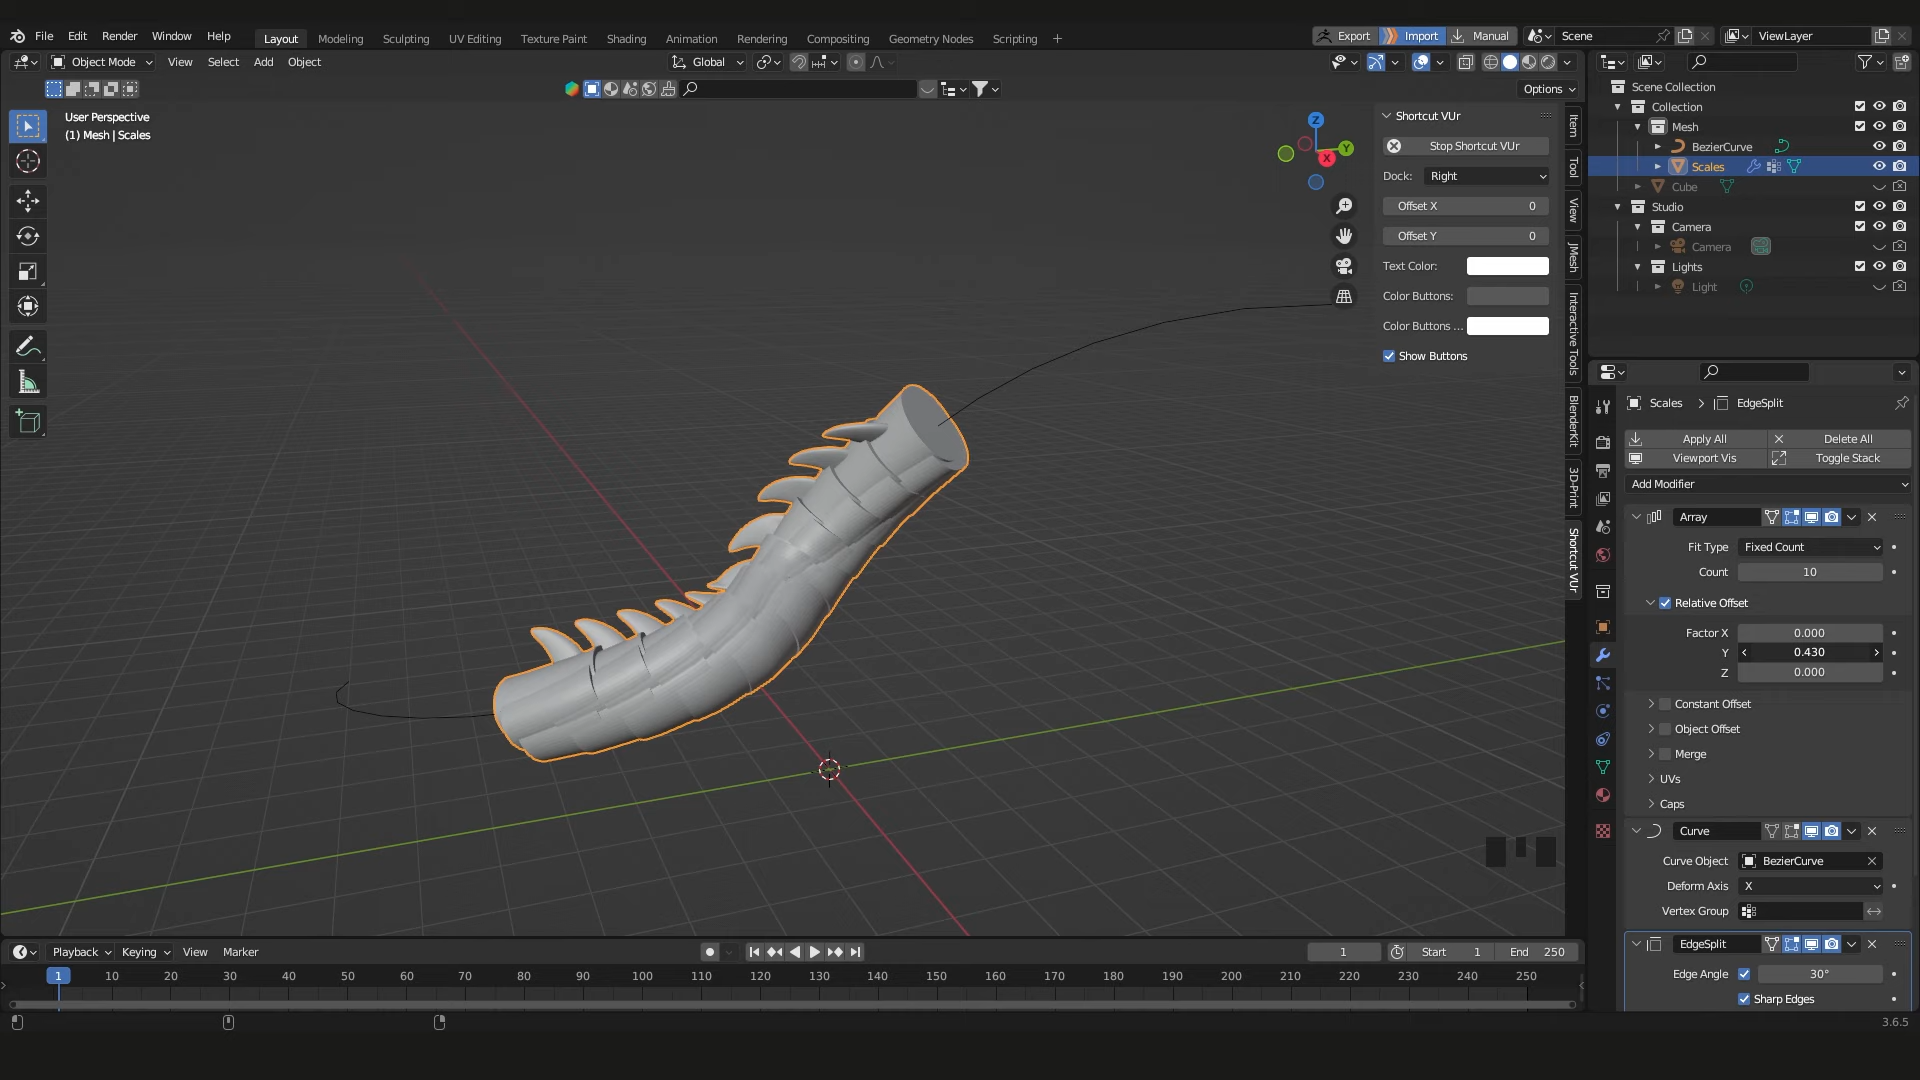 File Edit Render Window Help Layout Modeling Sculpting UV Editing Texture Paint Shading Animation Rendering Compositing Geometry Nodes Scripting + Export Import Manual Scene ViewLayer
Object Mode View Select Add Object Global
Options
User Perspective
(1) Mesh | Scales
Z
Y
X
Shortcut VUr
Stop Shortcut VUr
Dock: Right
Offset X 0
Offset Y 0
Text Color:
Color Buttons:
Color Buttons ...
Show Buttons
Item
Tool
View
JMesh
Interactive Tools
BlenderKit
3D-Print
Shortcut VUr
Scene Collection
Collection
Mesh
BezierCurve
Scales
Cube
Studio
Camera
Camera
Lights
Light
Scales > EdgeSplit
Apply All Delete All
Viewport Vis Toggle Stack
Add Modifier
Array
Fit Type Fixed Count
Count 10
Relative Offset
Factor X 0.000
Y 0.430
Z 0.000
Constant Offset
Object Offset
Merge
UVs
Caps
Curve
Curve Object BezierCurve
Deform Axis X
Vertex Group
EdgeSplit
Edge Angle 30°
Sharp Edges
Playback Keying View Marker 1 Start 1 End 250
1 10 20 30 40 50 60 70 80 90 100 110 120 130 140 150 160 170 180 190 200 210 220 230 240 250
3.6.5